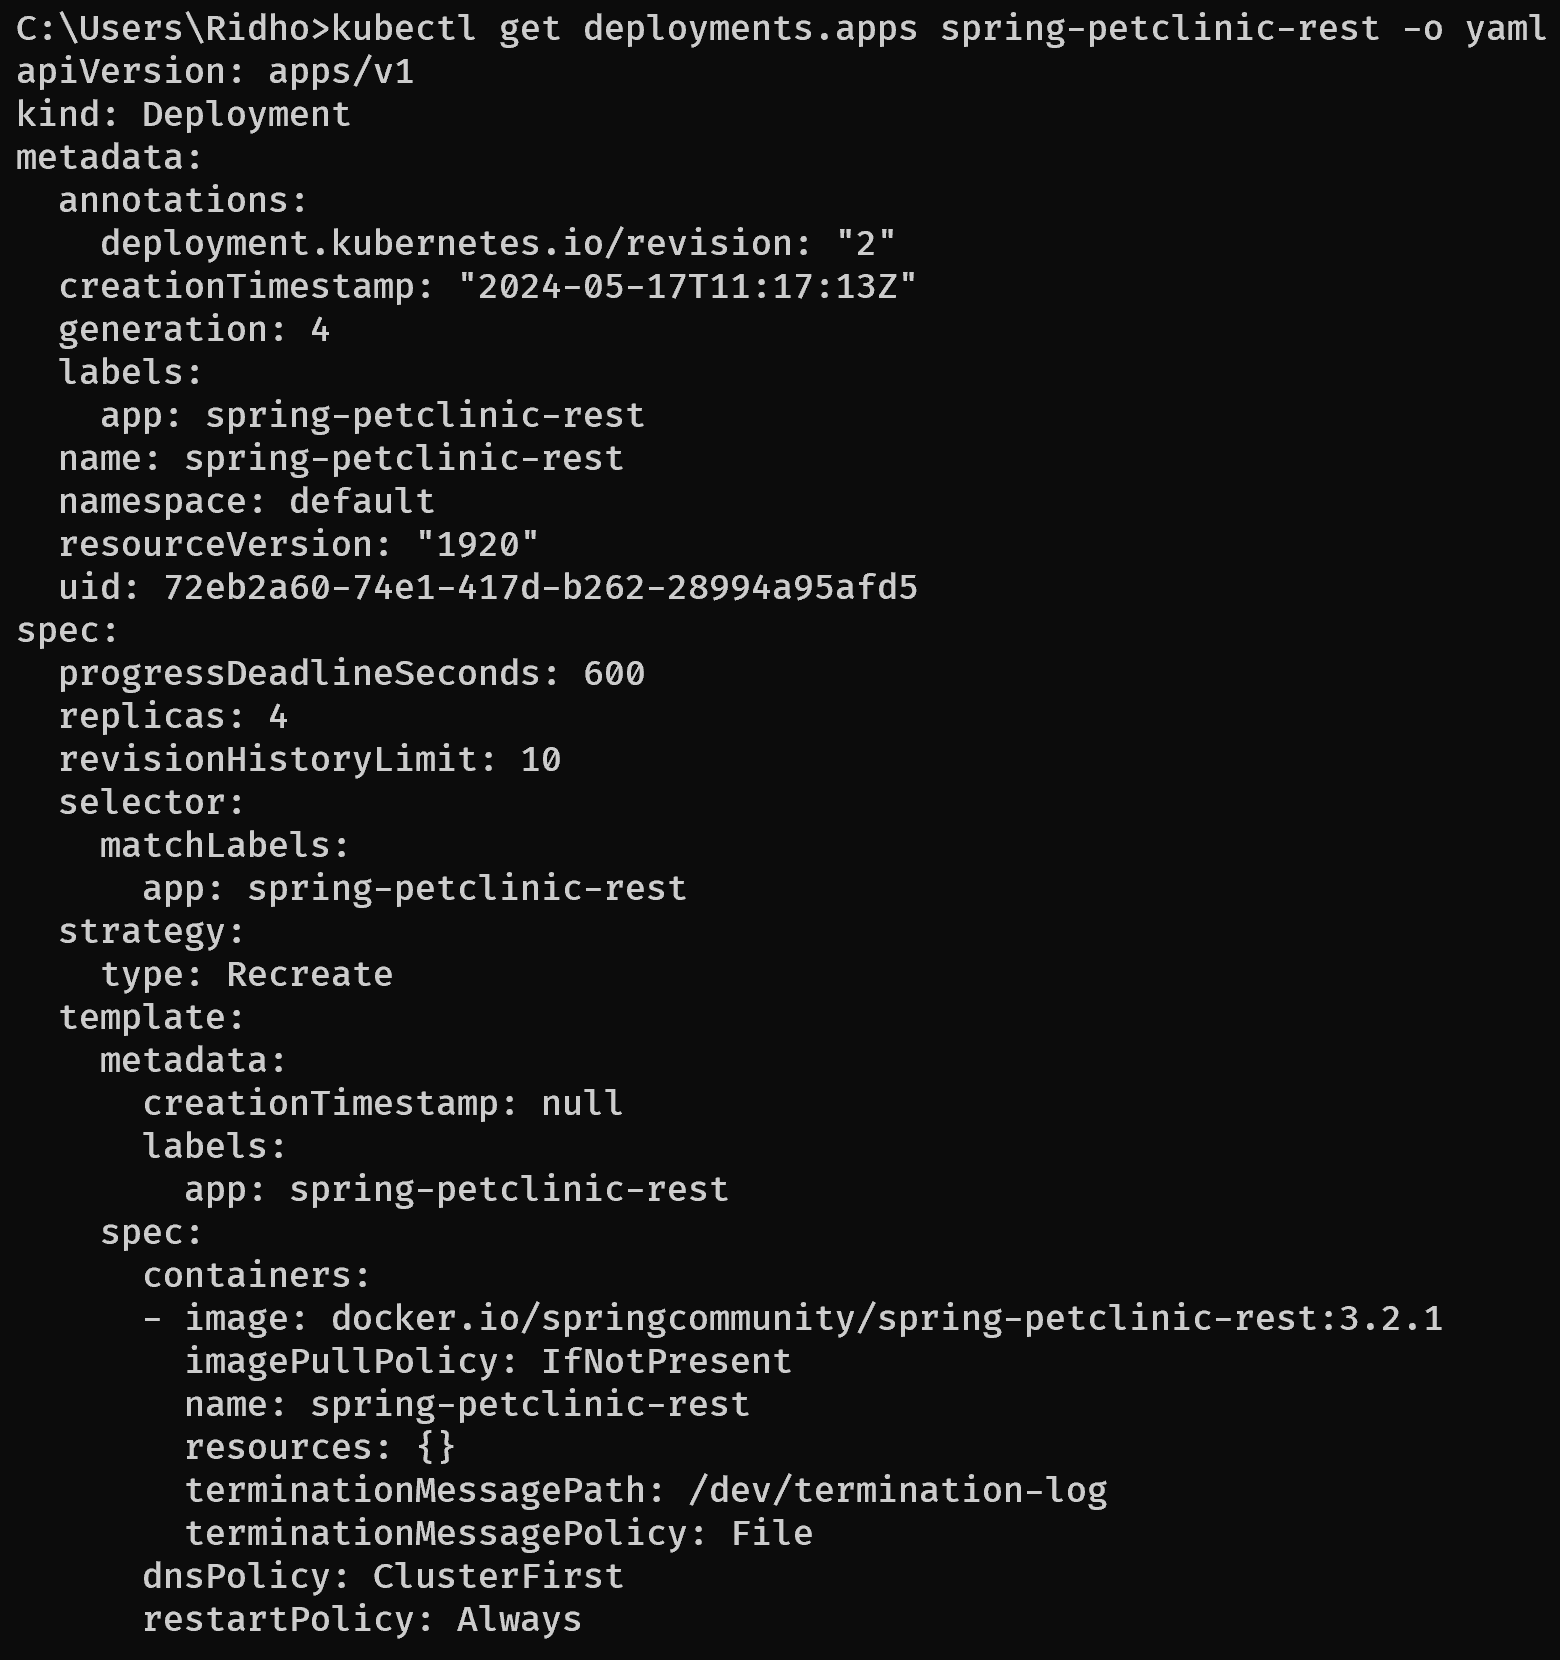 C:\Users\Ridho>kubectl get deployments.apps spring-petclinic-rest -o yaml
apiVersion: apps/v1
kind: Deployment
metadata:
  annotations:
    deployment.kubernetes.io/revision: "2"
  creationTimestamp: "2024-05-17T11:17:13Z"
  generation: 4
  labels:
    app: spring-petclinic-rest
  name: spring-petclinic-rest
  namespace: default
  resourceVersion: "1920"
  uid: 72eb2a60-74e1-417d-b262-28994a95afd5
spec:
  progressDeadlineSeconds: 600
  replicas: 4
  revisionHistoryLimit: 10
  selector:
    matchLabels:
      app: spring-petclinic-rest
  strategy:
    type: Recreate
  template:
    metadata:
      creationTimestamp: null
      labels:
        app: spring-petclinic-rest
    spec:
      containers:
      - image: docker.io/springcommunity/spring-petclinic-rest:3.2.1
        imagePullPolicy: IfNotPresent
        name: spring-petclinic-rest
        resources: {}
        terminationMessagePath: /dev/termination-log
        terminationMessagePolicy: File
      dnsPolicy: ClusterFirst
      restartPolicy: Always